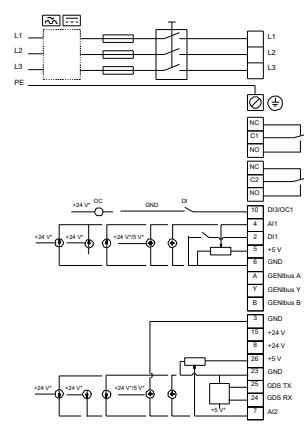 L1 L1
L2 L2
L3 L3
PE
NC
C1
NO
NC
C2
NO
+24 V* OC GND DI 10 DI3/OC1
4 AI1
2 DI1
+24 V* +24 V* +24 V*/5 V* 5 +5 V
6 GND
A GENIbus A
Y GENIbus Y
B GENIbus B
3 GND
15 +24 V
8 +24 V
26 +5 V
23 GND
25 GDS TX
+24 V* +24 V* +24 V*/5 V* 24 GDS RX
+5 V* 7 AI2